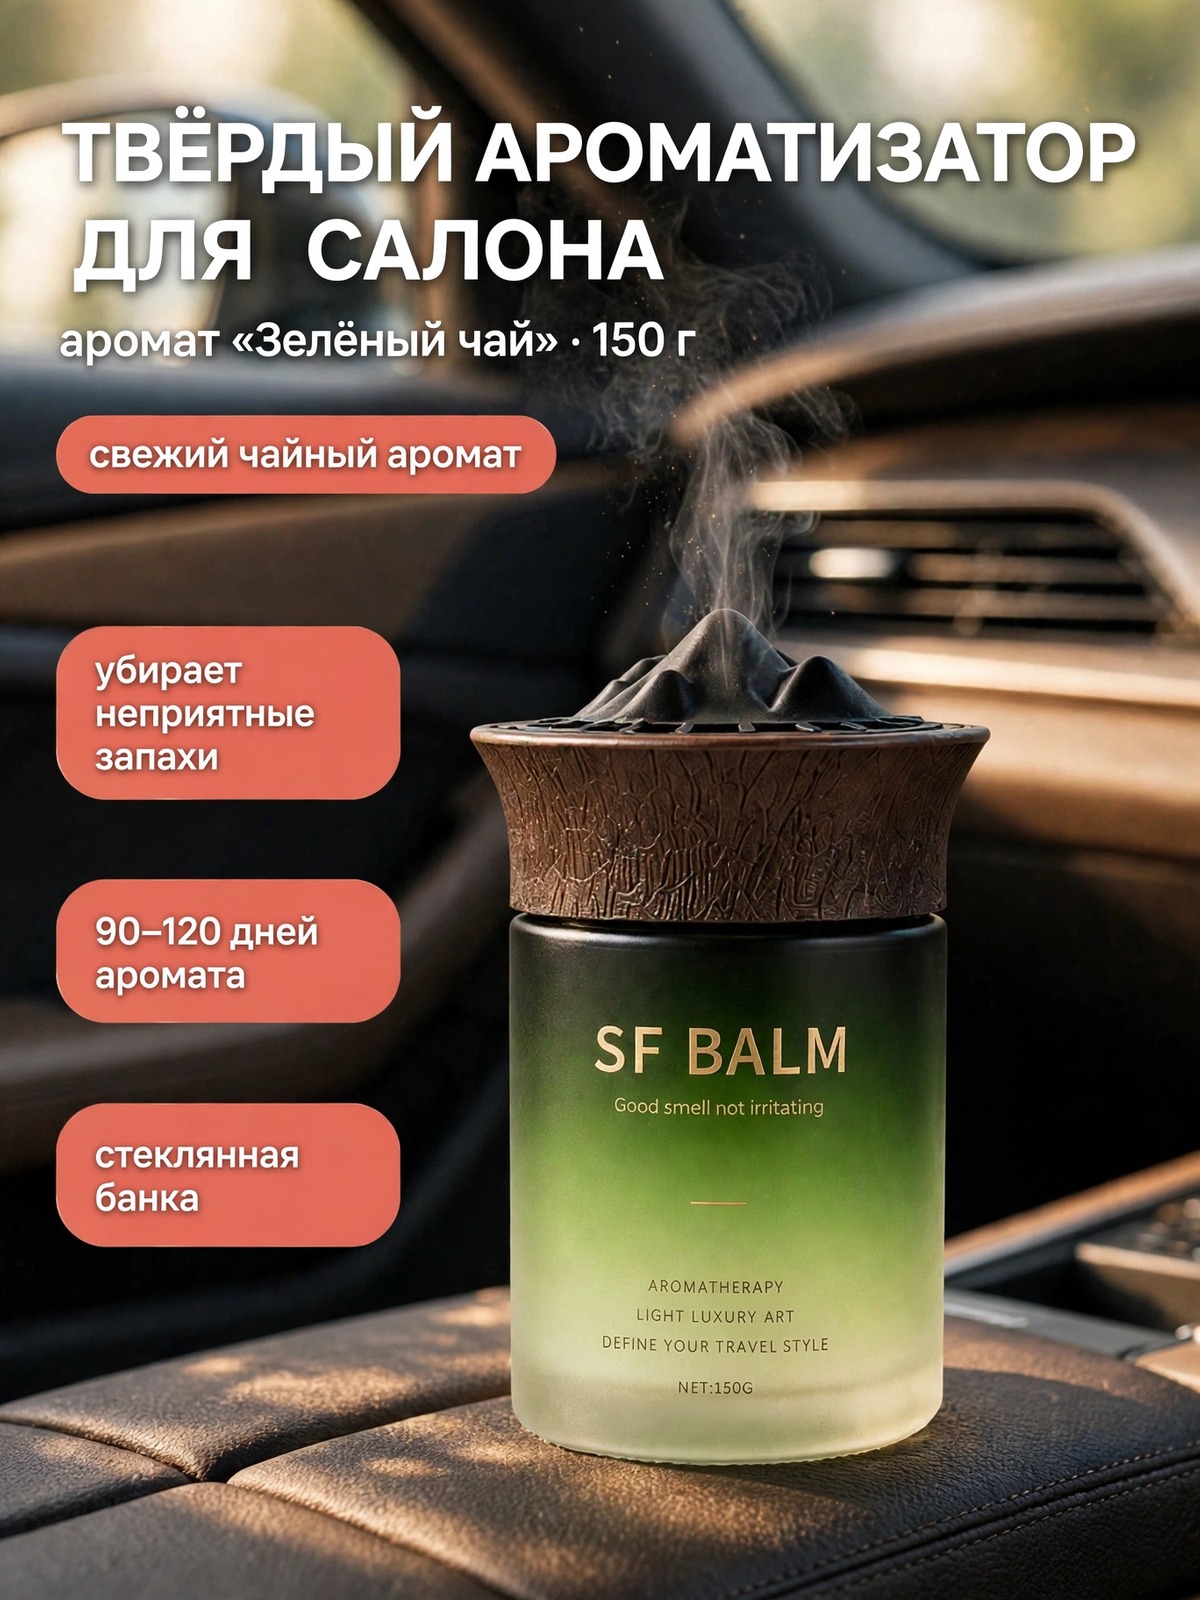 ТВЁРДЫЙ АРОМАТИЗАТОР
ДЛЯ САЛОНА
аромат «Зелёный чай» · 150 г
свежий чайный аромат
убирает
неприятные
запахи
90–120 дней
аромата
стеклянная
банка
SF BALM
Good smell not irritating
AROMATHERAPY
LIGHT LUXURY ART
DEFINE YOUR TRAVEL STYLE
NET:150G